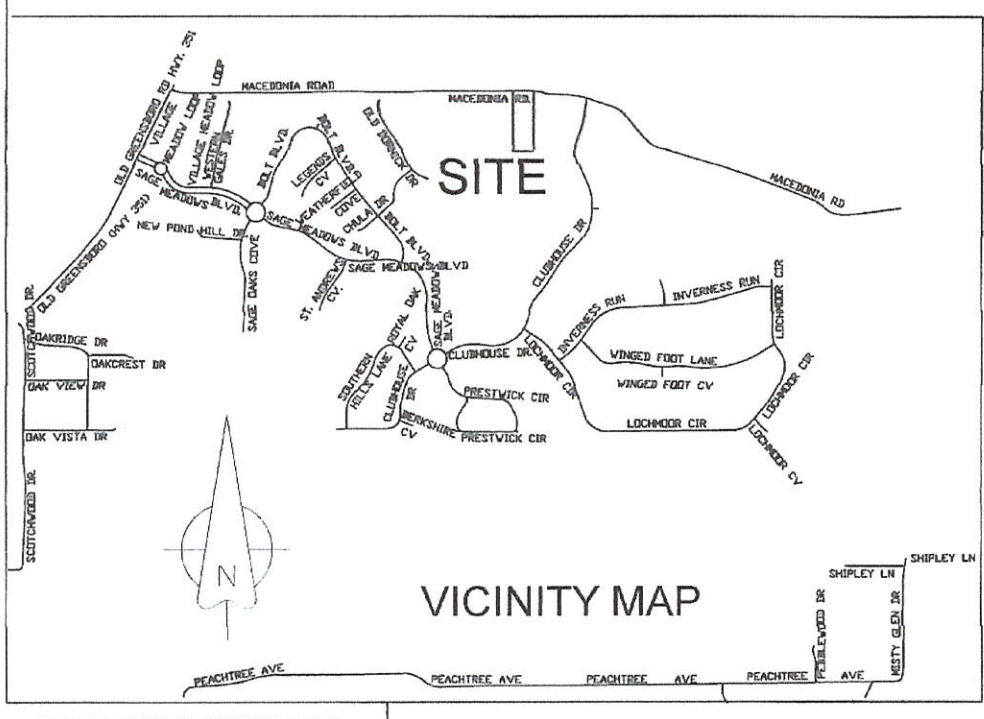 OLD GREENSBORO RD HWY. 351
MACEDONIA ROAD
MACEDONIA RD.
MACEDONIA RD
VILLAGE
MEADOW LOOP
VILLAGE MEADOW LOOP
WESTERN
GALES DR.
BOLT BLVD.
BOLT BLVD.
LEGENDS
CV
OLD DOMINICK DR
SITE
SAGE MEADOWS BLVD.
WEATHERFIELD
COVE
CHULA DR
BOLT BLVD.
CLUBHOUSE DR
NEW POND HILL DR
SAGE MEADOWS BLVD
OLD GREENSBORO (HWY 351)
SAGE OAKS COVE
ST. ANDREWS
CV.
SAGE MEADOWS BLVD
SAGE MEADOW
BLVD.
ROYAL OAK
CV
INVERNESS RUN
INVERNESS RUN
LOCHMOOR CIR
SCOTCHWOOD DR.
OAKRIDGE DR
OAKCREST DR
OAK VIEW DR
OAK VISTA DR
SCOTCHWOOD DR.
SOUTHERN
HILLS LANE
CLUBHOUSE
DR
CLUBHOUSE DR.
LOCHMOOR CIR
WINGED FOOT LANE
WINGED FOOT CV
LOCHMOOR CIR
PRESTWICK CIR
BERKSHIRE
CV
PRESTWICK CIR
LOCHMOOR CIR
LOCHMOOR CV.
N
VICINITY MAP
SHIPLEY LN
SHIPLEY LN
PEBBLEWOOD DR
MISTY GLEN DR
PEACHTREE AVE
PEACHTREE AVE
PEACHTREE AVE
PEACHTREE AVE